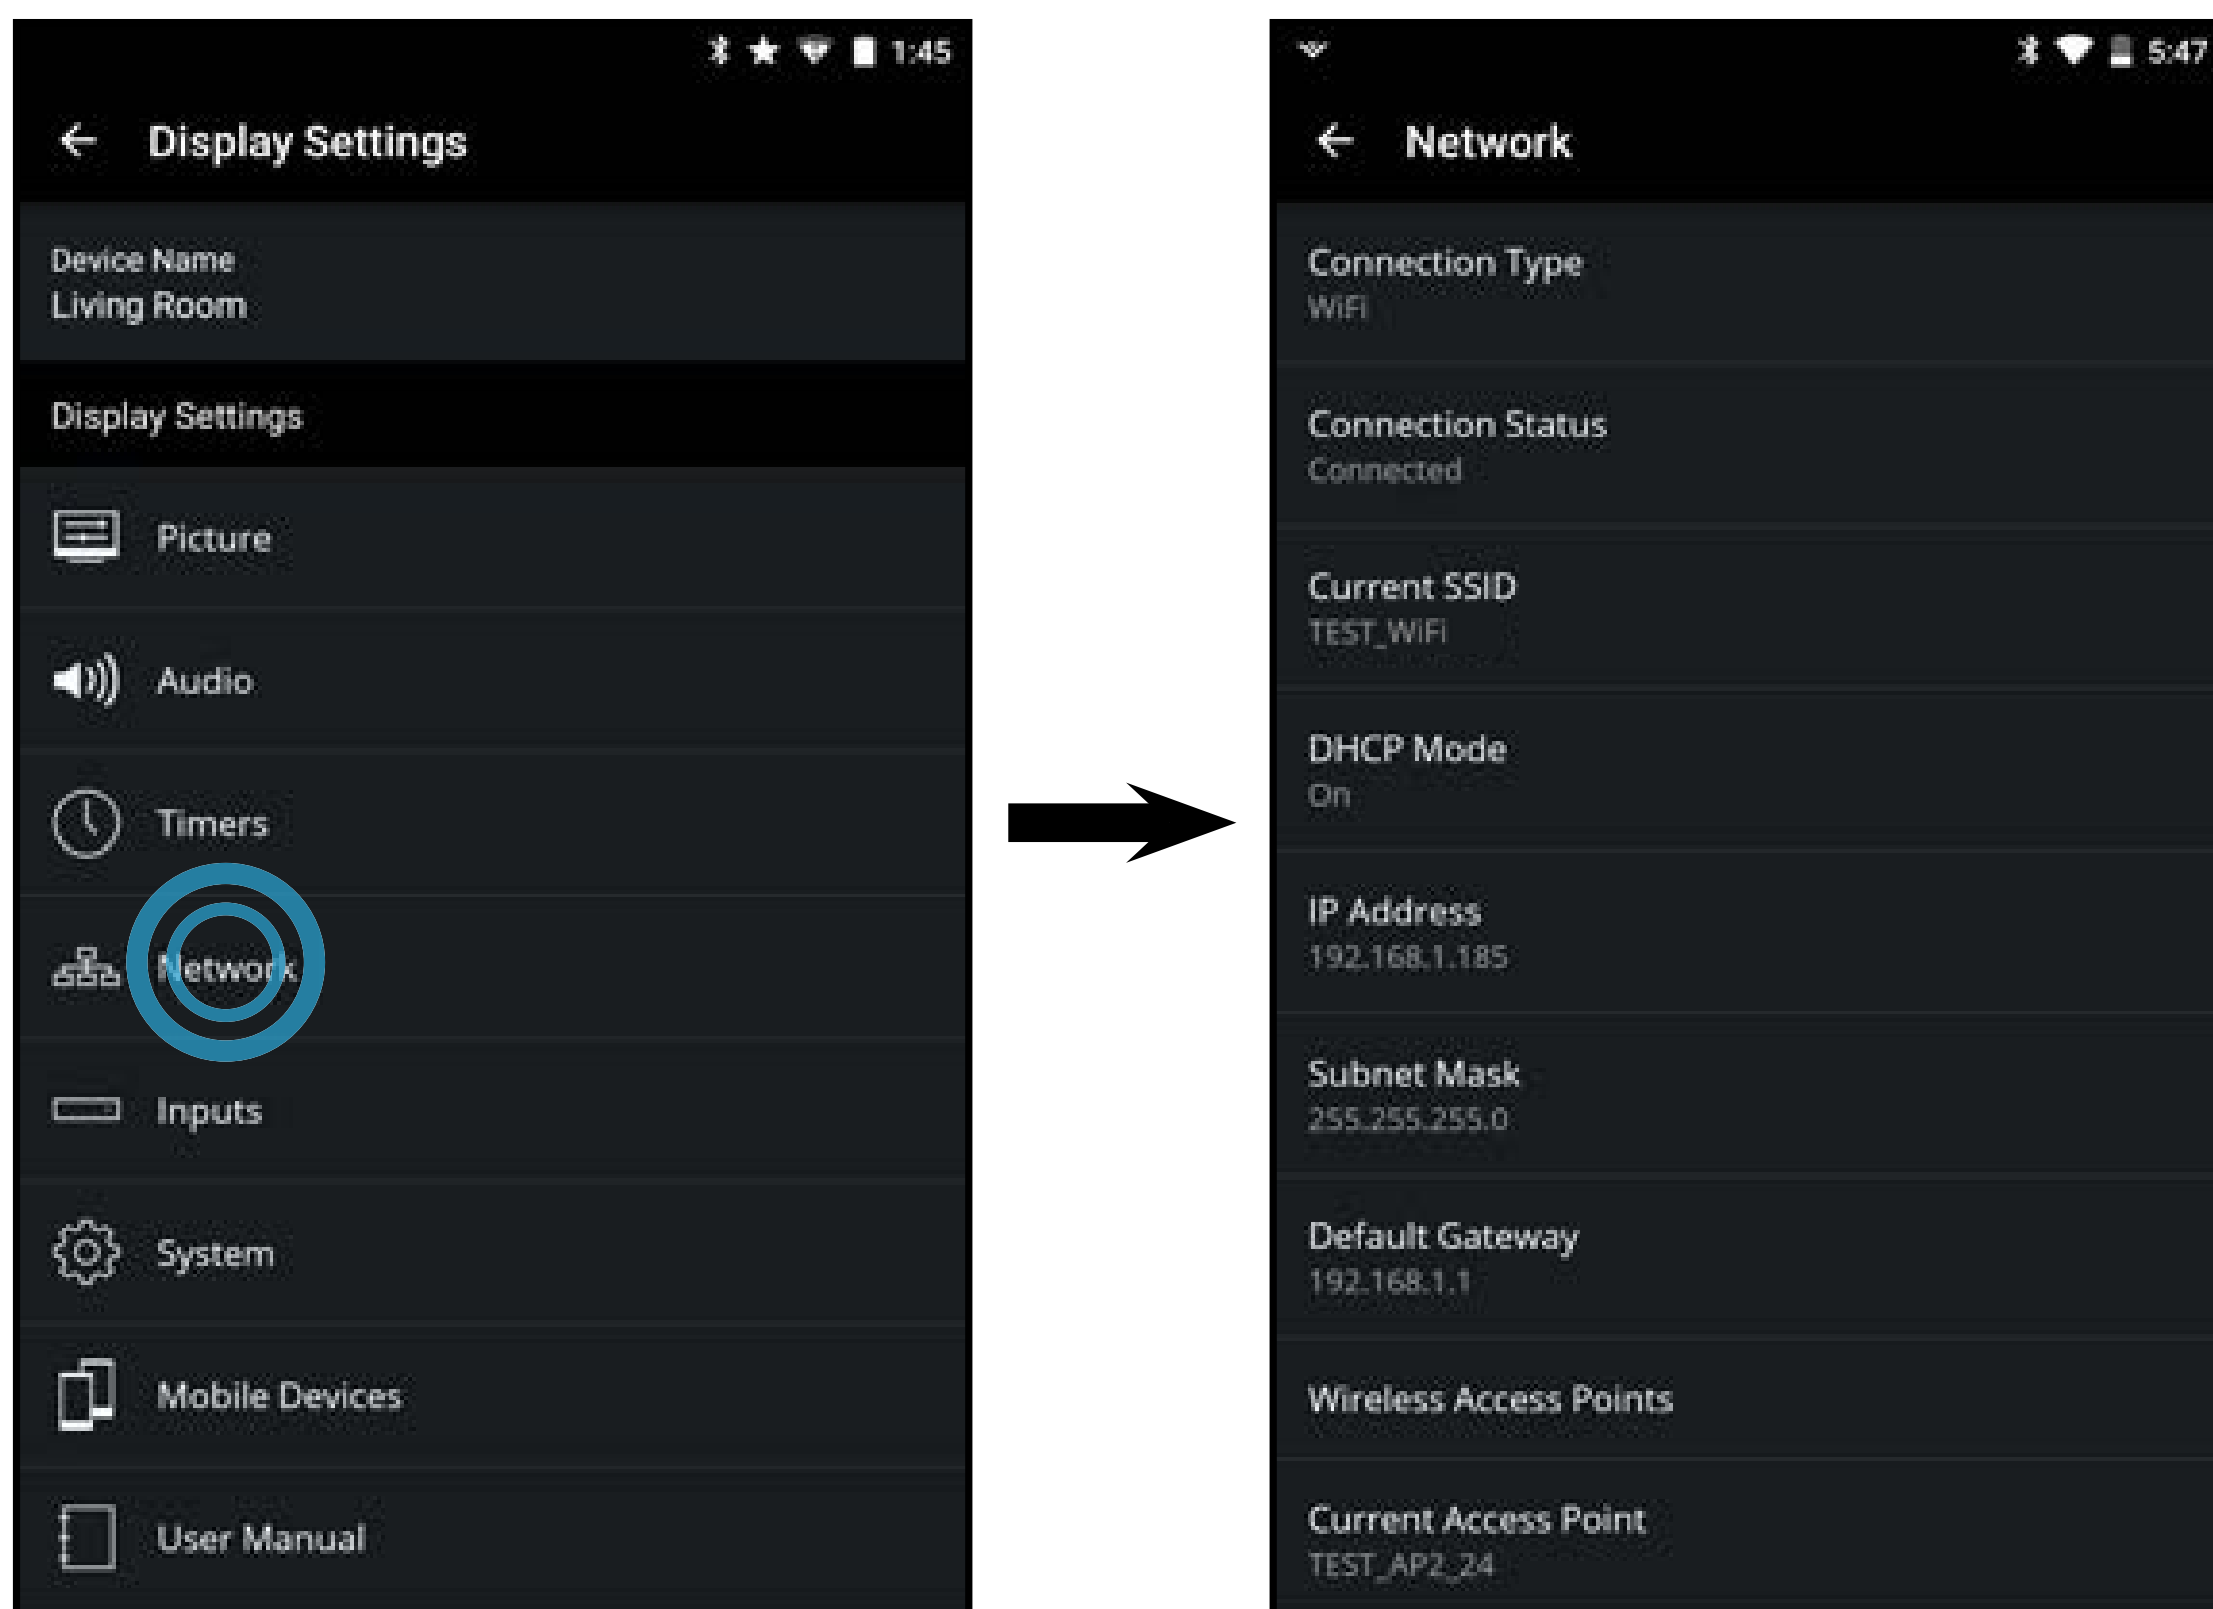 1:45
Display Settings
Device Name
Living Room
Display Settings
Picture
Audio
Timers
Network
Inputs
System
Mobile Devices
User Manual
5:47
Network
Connection Type
WiFi
Connection Status
Connected
Current SSID
TEST_WiFi
DHCP Mode
On
IP Address
192.168.1.185
Subnet Mask
255.255.255.0
Default Gateway
192.168.1.1
Wireless Access Points
Current Access Point
TEST_AP2_24